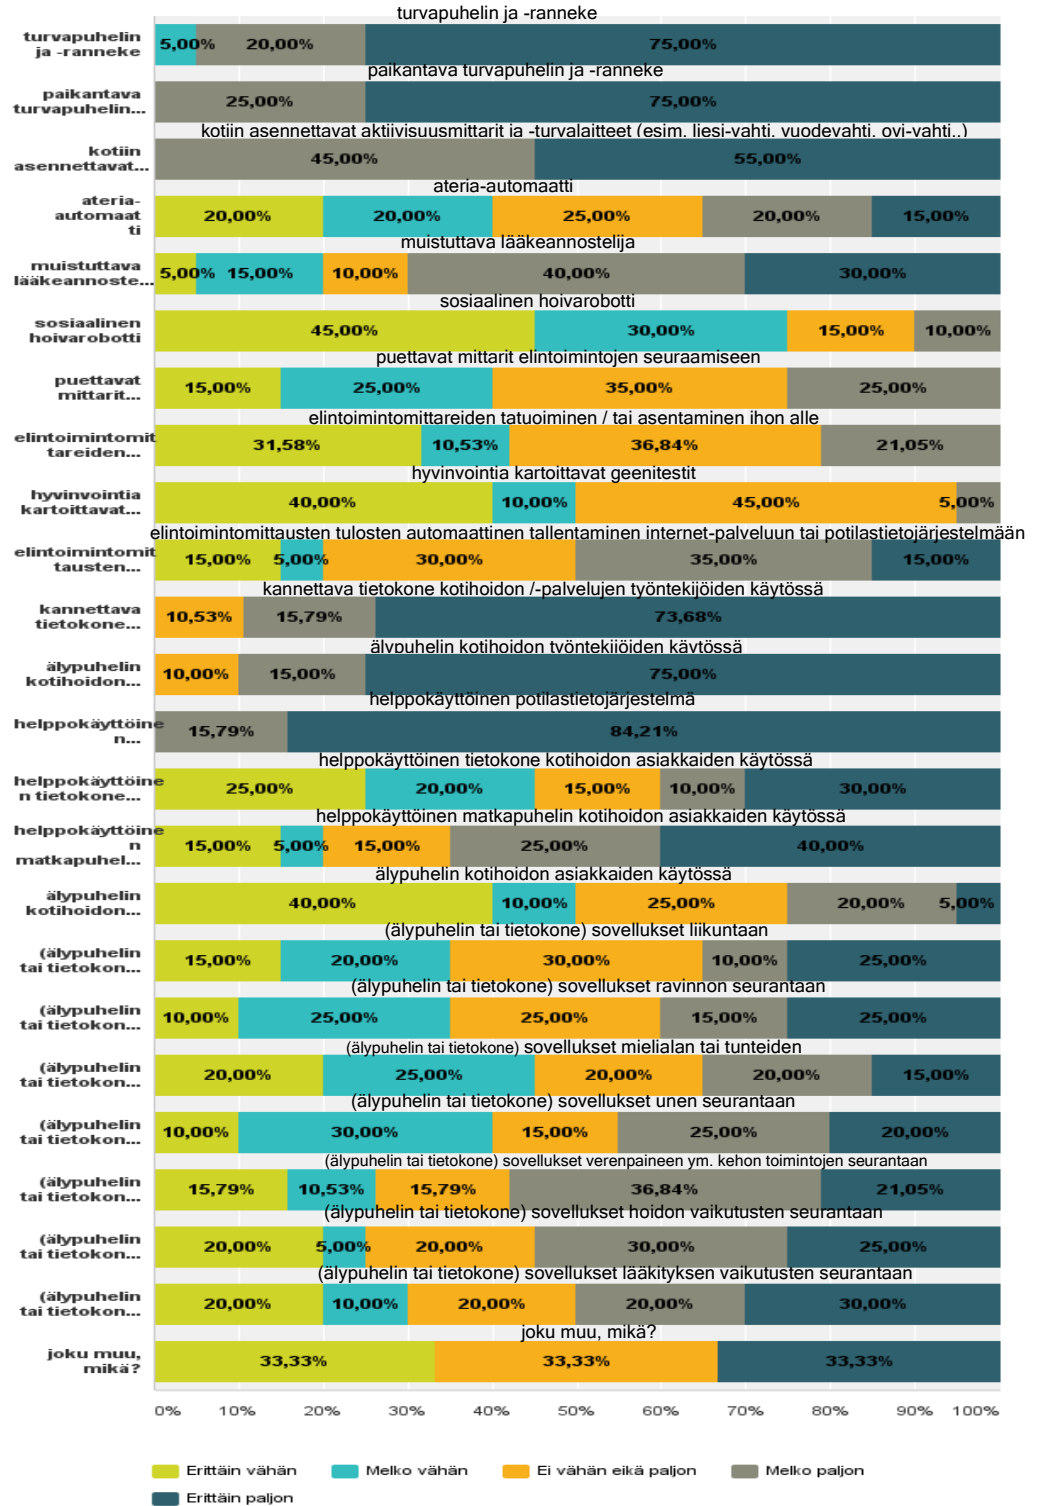 turvapuhelin ja -ranneke
turvapuhelin
ja -ranneke
5,00% 20,00% 75,00%
paikantava turvapuhelin ja -ranneke
paikantava
turvapuhelin...
25,00% 75,00%
kotiin asennettavat aktiivisuusmittarit ja -turvalaitteet (esim. liesi-vahti, vuodevahti, ovi-vahti..)
kotiin
asennettavat...
45,00% 55,00%
ateria-automaatti
ateria-
automaat
ti
20,00% 20,00% 25,00% 20,00% 15,00%
muistuttava lääkeannostelija
muistuttava
lääkeannoste...
5,00% 15,00% 10,00% 40,00% 30,00%
sosiaalinen hoivarobotti
sosiaalinen
hoivarobotti
45,00% 30,00% 15,00% 10,00%
puettavat mittarit elintoimintojen seuraamiseen
puettavat
mittarit...
15,00% 25,00% 35,00% 25,00%
elintoimintomittareiden tatuoiminen / tai asentaminen ihon alle
elintoimintomit
tareiden...
31,58% 10,53% 36,84% 21,05%
hyvinvointia kartoittavat geenitestit
hyvinvointia
kartoittavat...
40,00% 10,00% 45,00% 5,00%
elintoimintomittausten tulosten automaattinen tallentaminen internet-palveluun tai potilastietojärjestelmään
elintoimintomit
tausten...
15,00% 5,00% 30,00% 35,00% 15,00%
kannettava tietokone kotihoidon /-palvelujen työntekijöiden käytössä
kannettava
tietokone...
10,53% 15,79% 73,68%
älypuhelin kotihoidon työntekijöiden käytössä
älypuhelin
kotihoidon...
10,00% 15,00% 75,00%
helppokäyttöinen potilastietojärjestelmä
helppokäyttöine
n...
15,79% 84,21%
helppokäyttöinen tietokone kotihoidon asiakkaiden käytössä
helppokäyttöine
n tietokone...
25,00% 20,00% 15,00% 10,00% 30,00%
helppokäyttöinen matkapuhelin kotihoidon asiakkaiden käytössä
helppokäyttöine
n
matkapuhel...
15,00% 5,00% 15,00% 25,00% 40,00%
älypuhelin kotihoidon asiakkaiden käytössä
älypuhelin
kotihoidon...
40,00% 10,00% 25,00% 20,00% 5,00%
(älypuhelin tai tietokone) sovellukset liikuntaan
(älypuhelin
tai tietokon...
15,00% 20,00% 30,00% 10,00% 25,00%
(älypuhelin tai tietokone) sovellukset ravinnon seurantaan
(älypuhelin
tai tietokon...
10,00% 25,00% 25,00% 15,00% 25,00%
(älypuhelin tai tietokone) sovellukset mielialan tai tunteiden
(älypuhelin
tai tietokon...
20,00% 25,00% 20,00% 20,00% 15,00%
(älypuhelin tai tietokone) sovellukset unen seurantaan
(älypuhelin
tai tietokon...
10,00% 30,00% 15,00% 25,00% 20,00%
(älypuhelin tai tietokone) sovellukset verenpaineen ym. kehon toimintojen seurantaan
(älypuhelin
tai tietokon...
15,79% 10,53% 15,79% 36,84% 21,05%
(älypuhelin tai tietokone) sovellukset hoidon vaikutusten seurantaan
(älypuhelin
tai tietokon...
20,00% 5,00% 20,00% 30,00% 25,00%
(älypuhelin tai tietokone) sovellukset lääkityksen vaikutusten seurantaan
(älypuhelin
tai tietokon...
20,00% 10,00% 20,00% 20,00% 30,00%
joku muu, mikä?
joku muu,
mikä?
33,33% 33,33% 33,33%
0% 10% 20% 30% 40% 50% 60% 70% 80% 90% 100%
Erittäin vähän Melko vähän Ei vähän eikä paljon Melko paljon
Erittäin paljon